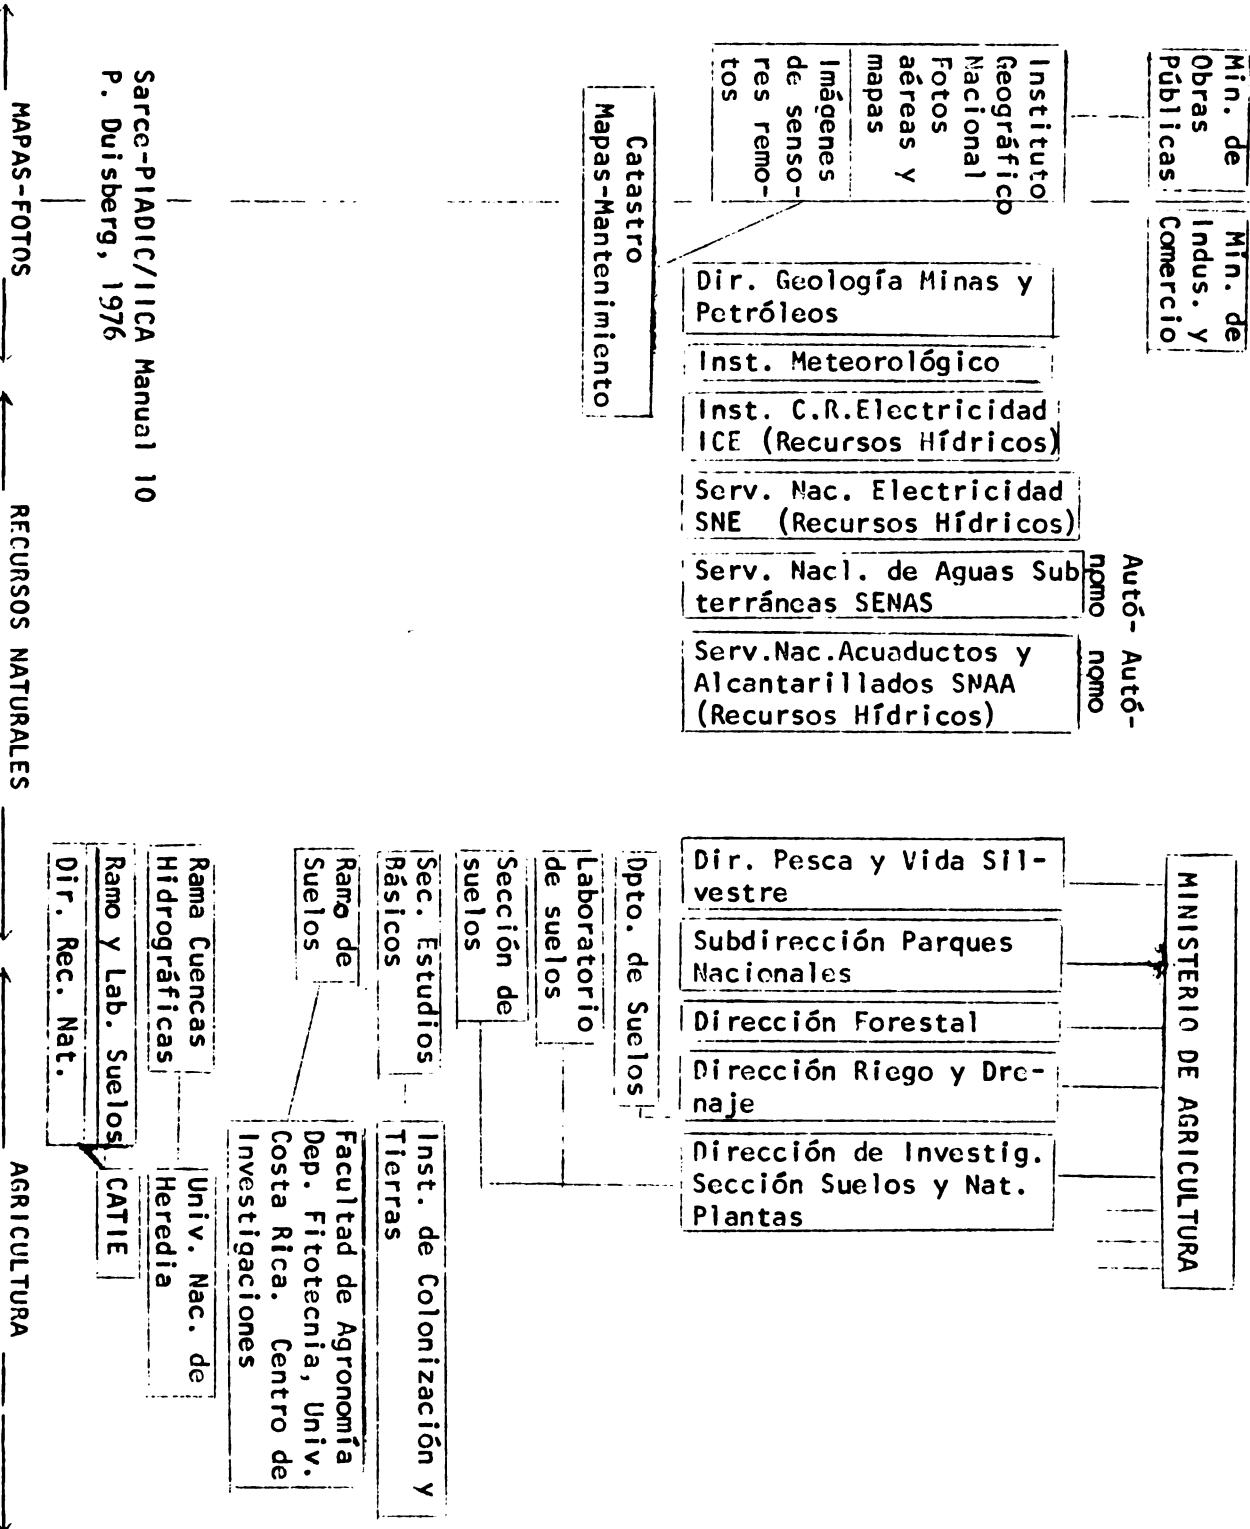 Min. de
Obras
Públicas
Min. de
Indus. y
Comercio
Instituto
Geográfico
Nacional
Fotos
aéreas y
mapas
Imágenes
de senso-
res remo-
tos
Catastro
Mapas-Mantenimiento
Dir. Geología Minas y
Petróleos
Inst. Meteorológico
Inst. C.R.Electricidad
ICE (Recursos Hídricos)
Serv. Nac. Electricidad
SNE (Recursos Hídricos)
Serv. Nacl. de Aguas Sub
terráneas SENAS
Autó-
nomo
Serv.Nac.Acuaductos y
Alcantarillados SNAA
(Recursos Hídricos)
Autó-
nomo
MINISTERIO DE AGRICULTURA
Dir. Pesca y Vida Sil-
vestre
Subdirección Parques
Nacionales
Dirección Forestal
Dirección Riego y Dre-
naje
Dirección de Investig.
Sección Suelos y Nat.
Plantas
Dpto. de Suelos
Laboratorio
de suelos
Sección de
suelos
Sec. Estudios
Básicos
Inst. de Colonización y
Tierras
Ramo de
Suelos
Facultad de Agronomía
Dep. Fitotecnia, Univ.
Costa Rica. Centro de
Investigaciones
Rama Cuencas
Hidrográficas
Univ. Nac. de
Heredia
Ramo y Lab. Suelos
CATIE
Dir. Rec. Nat.
Sarce-PIADIC/IICA Manual 10
P. Duisberg, 1976
MAPAS-FOTOS
RECURSOS NATURALES
AGRICULTURA